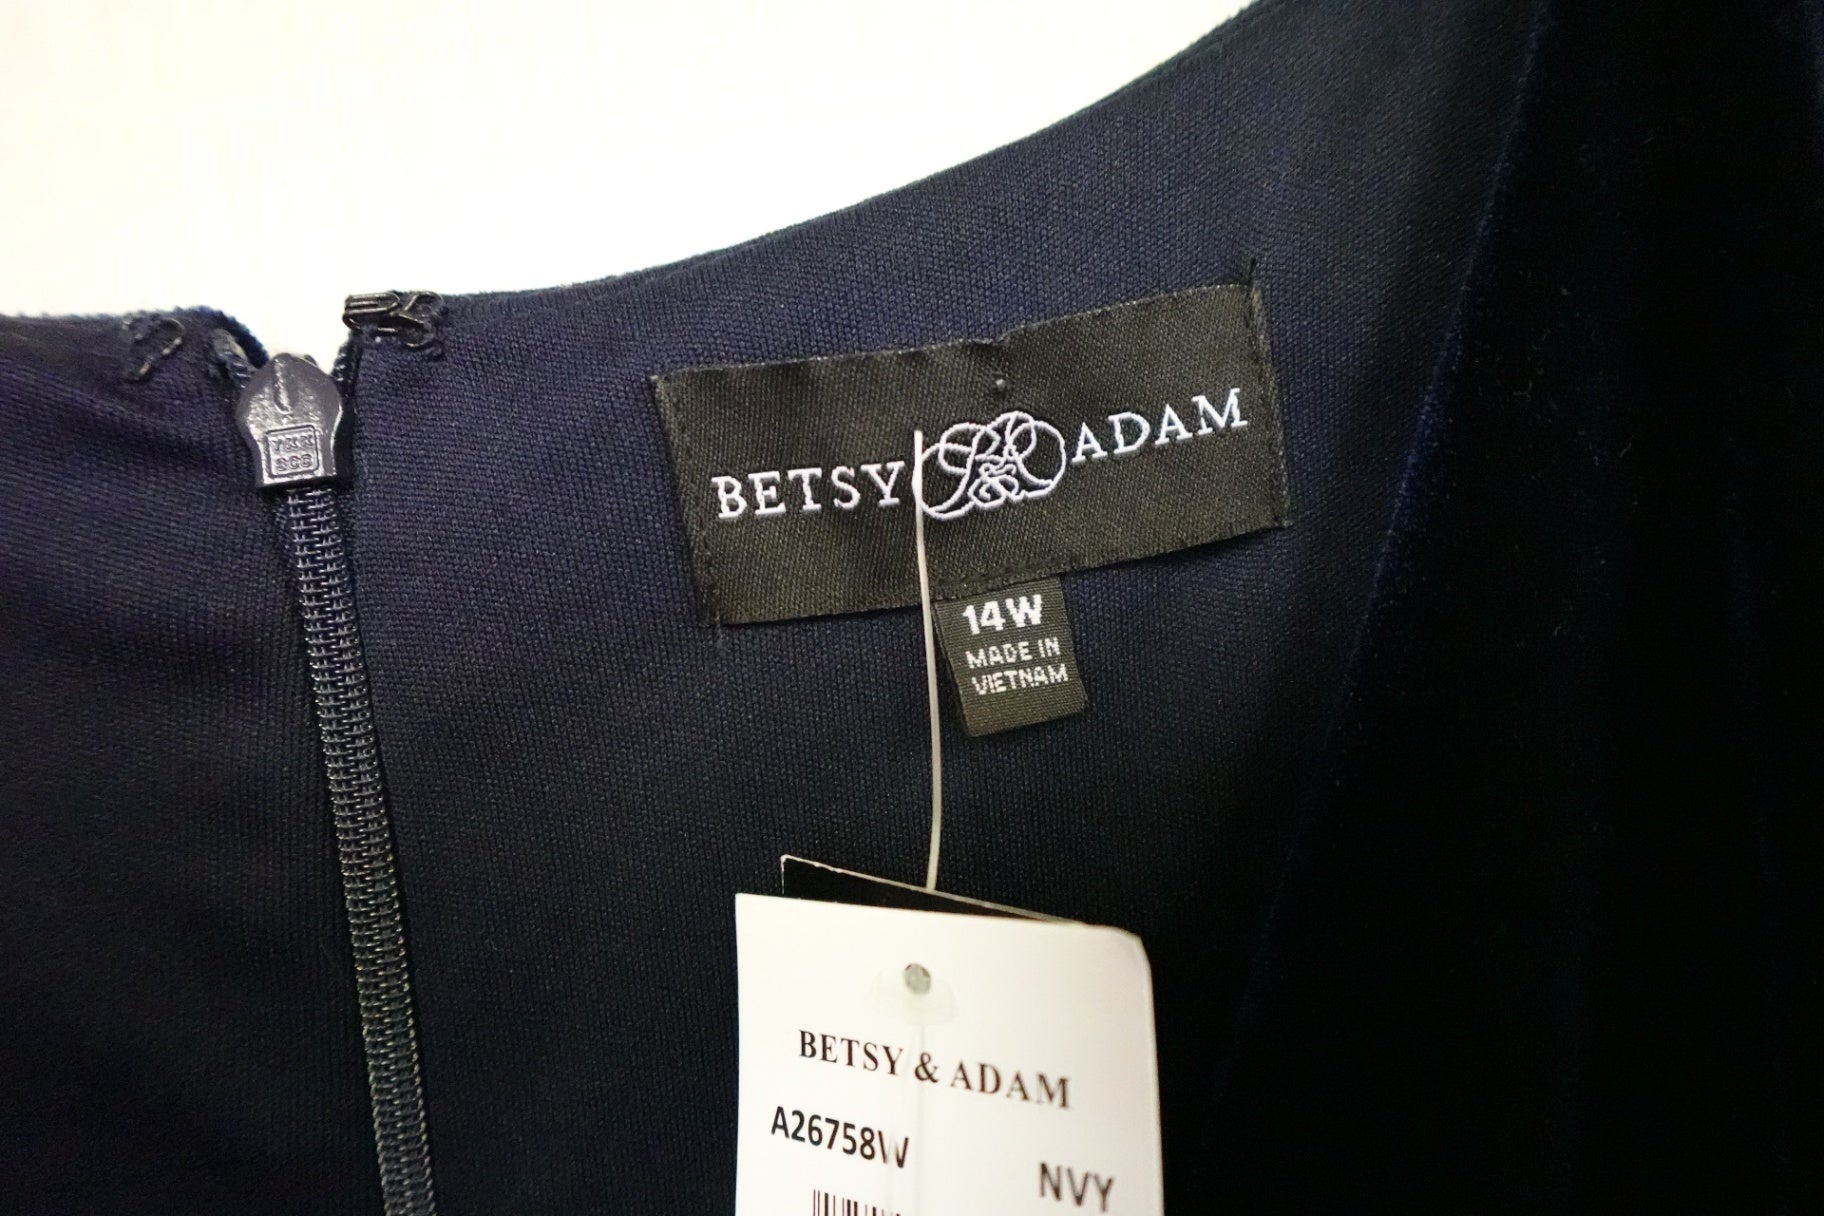 BETSY B&A ADAM
14W
MADE IN
VIETNAM
BETSY & ADAM
A26758W
NVY